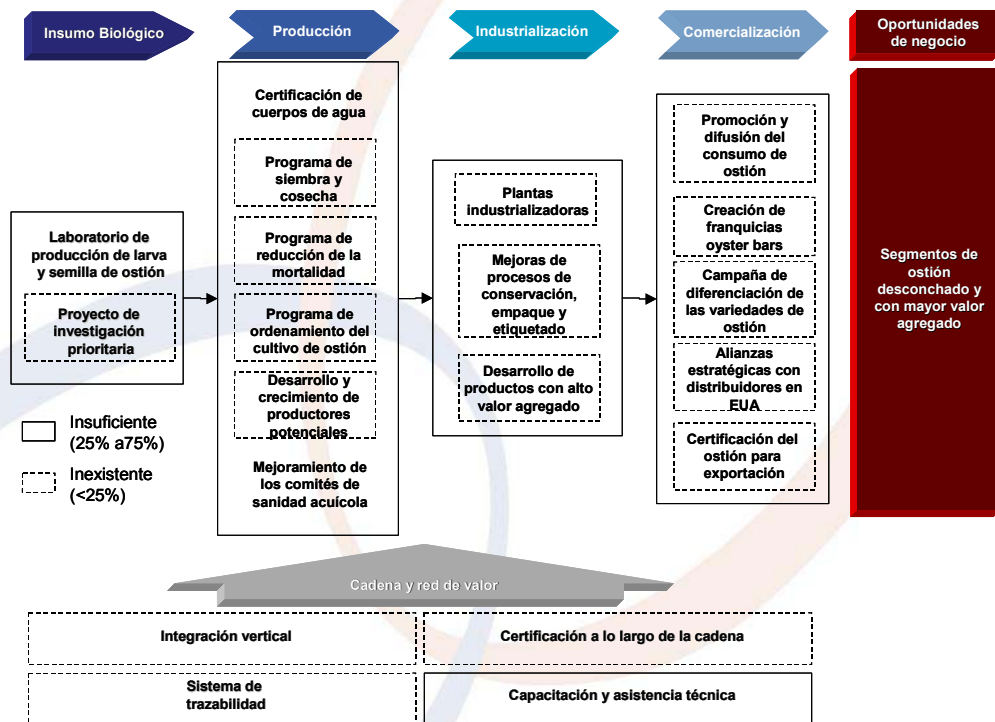 Insumo Biológico
Producción
Industrialización
Comercialización
Oportunidades
de negocio
Laboratorio de
producción de larva
y semilla de ostión
Proyecto de
investigación
prioritaria
Insuficiente
(25% a75%)
Inexistente
(<25%)
Certificación de
cuerpos de agua
Programa de
siembra y
cosecha
Programa de
reducción de la
mortalidad
Programa de
ordenamiento del
cultivo de ostión
Desarrollo y
crecimiento de
productores
potenciales
Mejoramiento de
los comités de
sanidad acuícola
Plantas
industrializadoras
Mejoras de
procesos de
conservación,
empaque y
etiquetado
Desarrollo de
productos con alto
valor agregado
Promoción y
difusión del
consumo de
ostión
Creación de
franquicias
oyster bars
Campaña de
diferenciación de
las variedades de
ostión
Alianzas
estratégicas con
distribuidores en
EUA
Certificación del
ostión para
exportación
Segmentos de
ostión
desconchado y
con mayor valor
agregado
Cadena y red de valor
Integración vertical
Certificación a lo largo de la cadena
Sistema de
trazabilidad
Capacitación y asistencia técnica